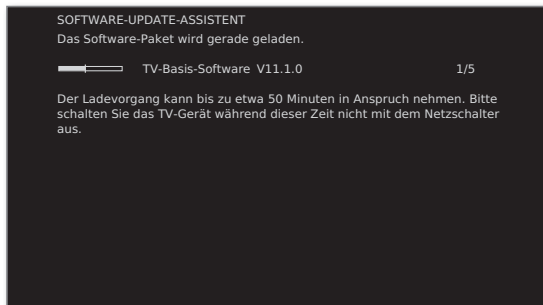 SOFTWARE-UPDATE-ASSISTENT
Das Software-Paket wird gerade geladen.
TV-Basis-Software V11.1.0 1/5
Der Ladevorgang kann bis zu etwa 50 Minuten in Anspruch nehmen. Bitte
schalten Sie das TV-Gerät während dieser Zeit nicht mit dem Netzschalter
aus.